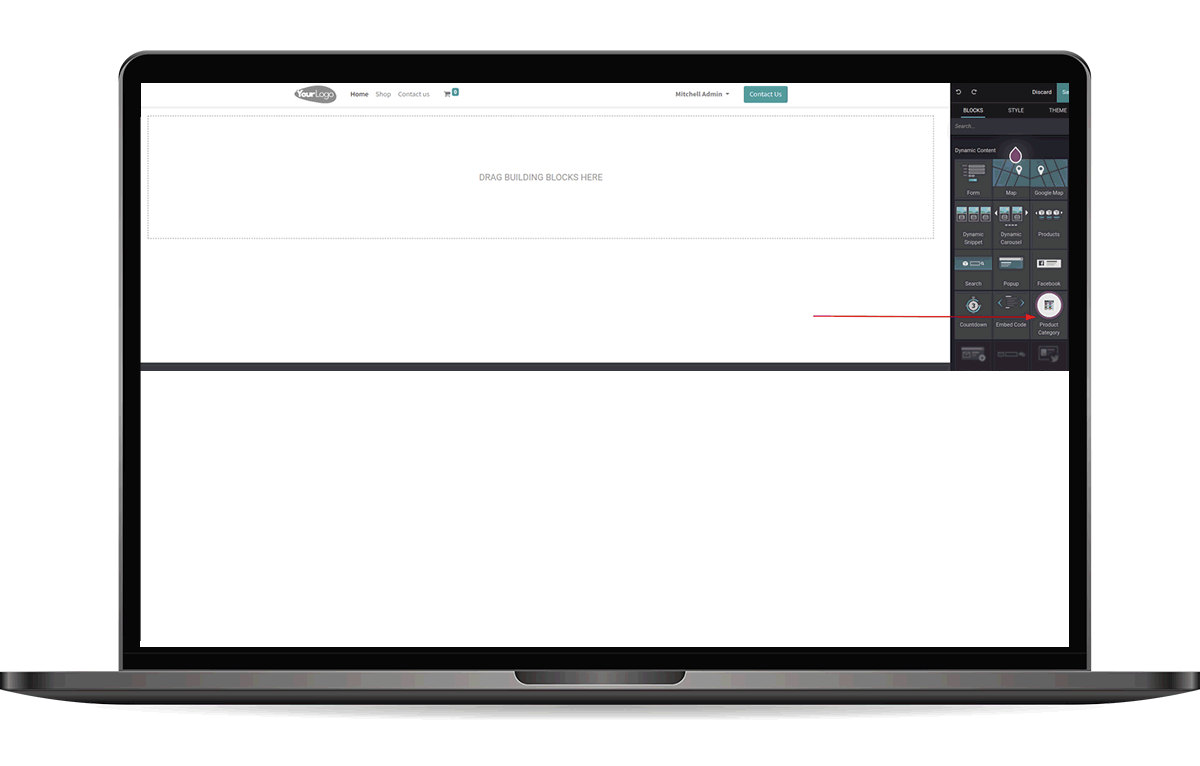 YourLogo
Home Shop Contact us 0
Mitchell Admin
Contact Us
Discard Sa
BLOCKS STYLE THEME
Search...
Dynamic Content
Form Map Google Map
Dynamic Snippet
Dynamic Carousel
Products
Search Popup Facebook
3
Countdown Embed Code Product
Category
DRAG BUILDING BLOCKS HERE